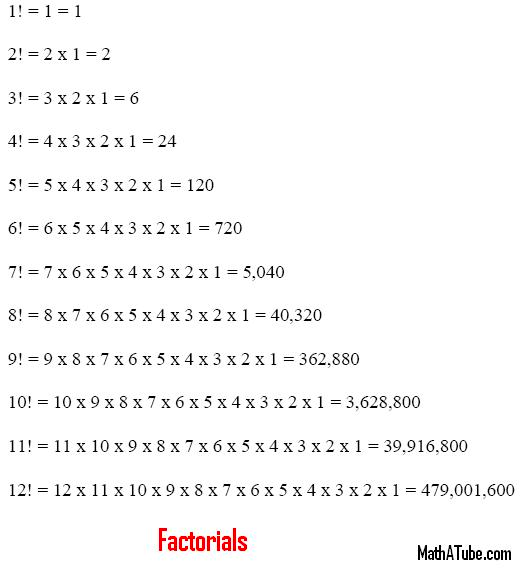 1! = 1 = 1
2! = 2 x 1 = 2
3! = 3 x 2 x 1 = 6
4! = 4 x 3 x 2 x 1 = 24
5! = 5 x 4 x 3 x 2 x 1 = 120
6! = 6 x 5 x 4 x 3 x 2 x 1 = 720
7! = 7 x 6 x 5 x 4 x 3 x 2 x 1 = 5,040
8! = 8 x 7 x 6 x 5 x 4 x 3 x 2 x 1 = 40,320
9! = 9 x 8 x 7 x 6 x 5 x 4 x 3 x 2 x 1 = 362,880
10! = 10 x 9 x 8 x 7 x 6 x 5 x 4 x 3 x 2 x 1 = 3,628,800
11! = 11 x 10 x 9 x 8 x 7 x 6 x 5 x 4 x 3 x 2 x 1 = 39,916,800
12! = 12 x 11 x 10 x 9 x 8 x 7 x 6 x 5 x 4 x 3 x 2 x 1 = 479,001,600
Factorials
MathATube.com